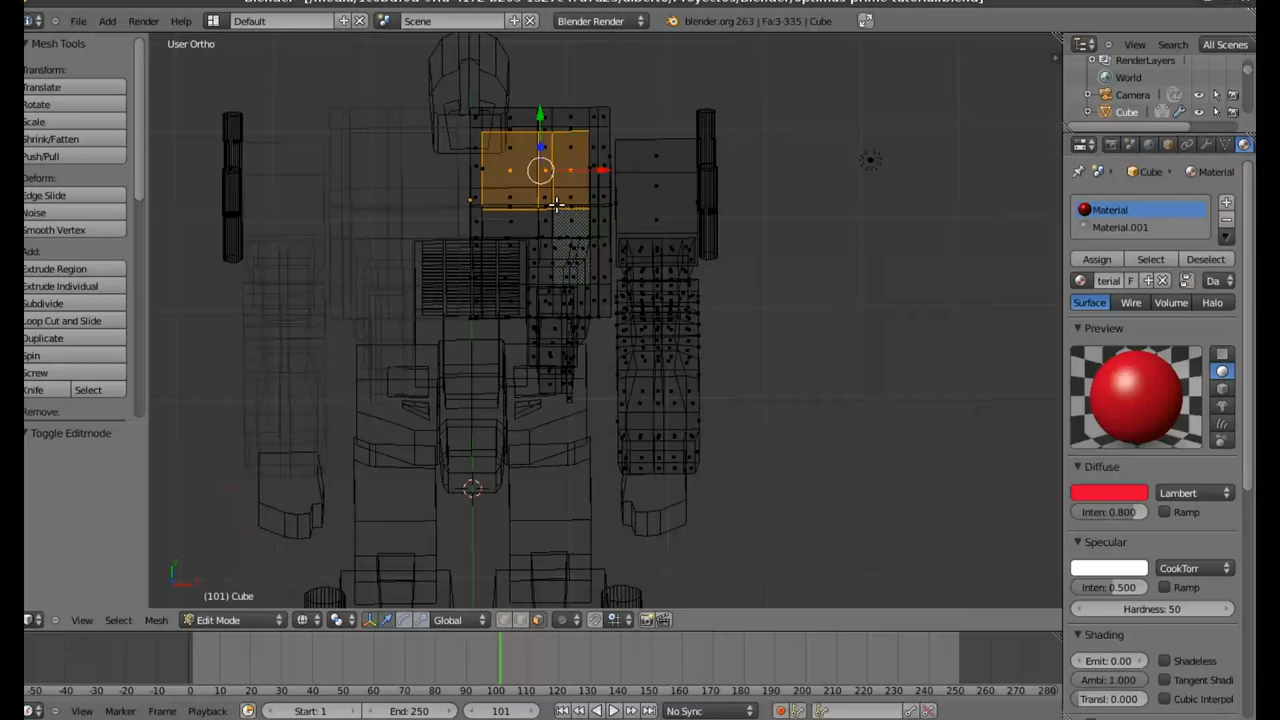 Default
Scene
Blender Render
blender.org 263 | Fa:3-335 | Cube
File Add Render Help
Mesh Tools
Transform:
Translate
Rotate
Scale
Shrink/Fatten
Push/Pull
Deform:
Edge Slide
Noise
Smooth Vertex
Add:
Extrude Region
Extrude Individual
Subdivide
Loop Cut and Slide
Duplicate
Spin
Screw
Knife Select
Remove:
Toggle Editmode
User Ortho
(101) Cube
View Search All Scenes
RenderLayers
World
Camera
Cube
Cube Material
Material
Material.001
Assign Select Deselect
terial F Da
Surface Wire Volume Halo
Preview
Diffuse
Lambert
Inten: 0.800 Ramp
Specular
CookTorr
Inten: 0.500 Ramp
Hardness: 50
Shading
Emit: 0.00 Shadeless
Ambi: 1.000 Tangent Shadi
Transl: 0.000 Cubic Interpol
View Select Mesh Edit Mode Global
-50 -40 -30 -20 -10 0 10 20 30 40 50 60 70 80 90 100 110 120 130 140 150 160 170 180 190 200 210 220 230 240 250 260 270 280
View Marker Frame Playback Start: 1 End: 250 101 No Sync